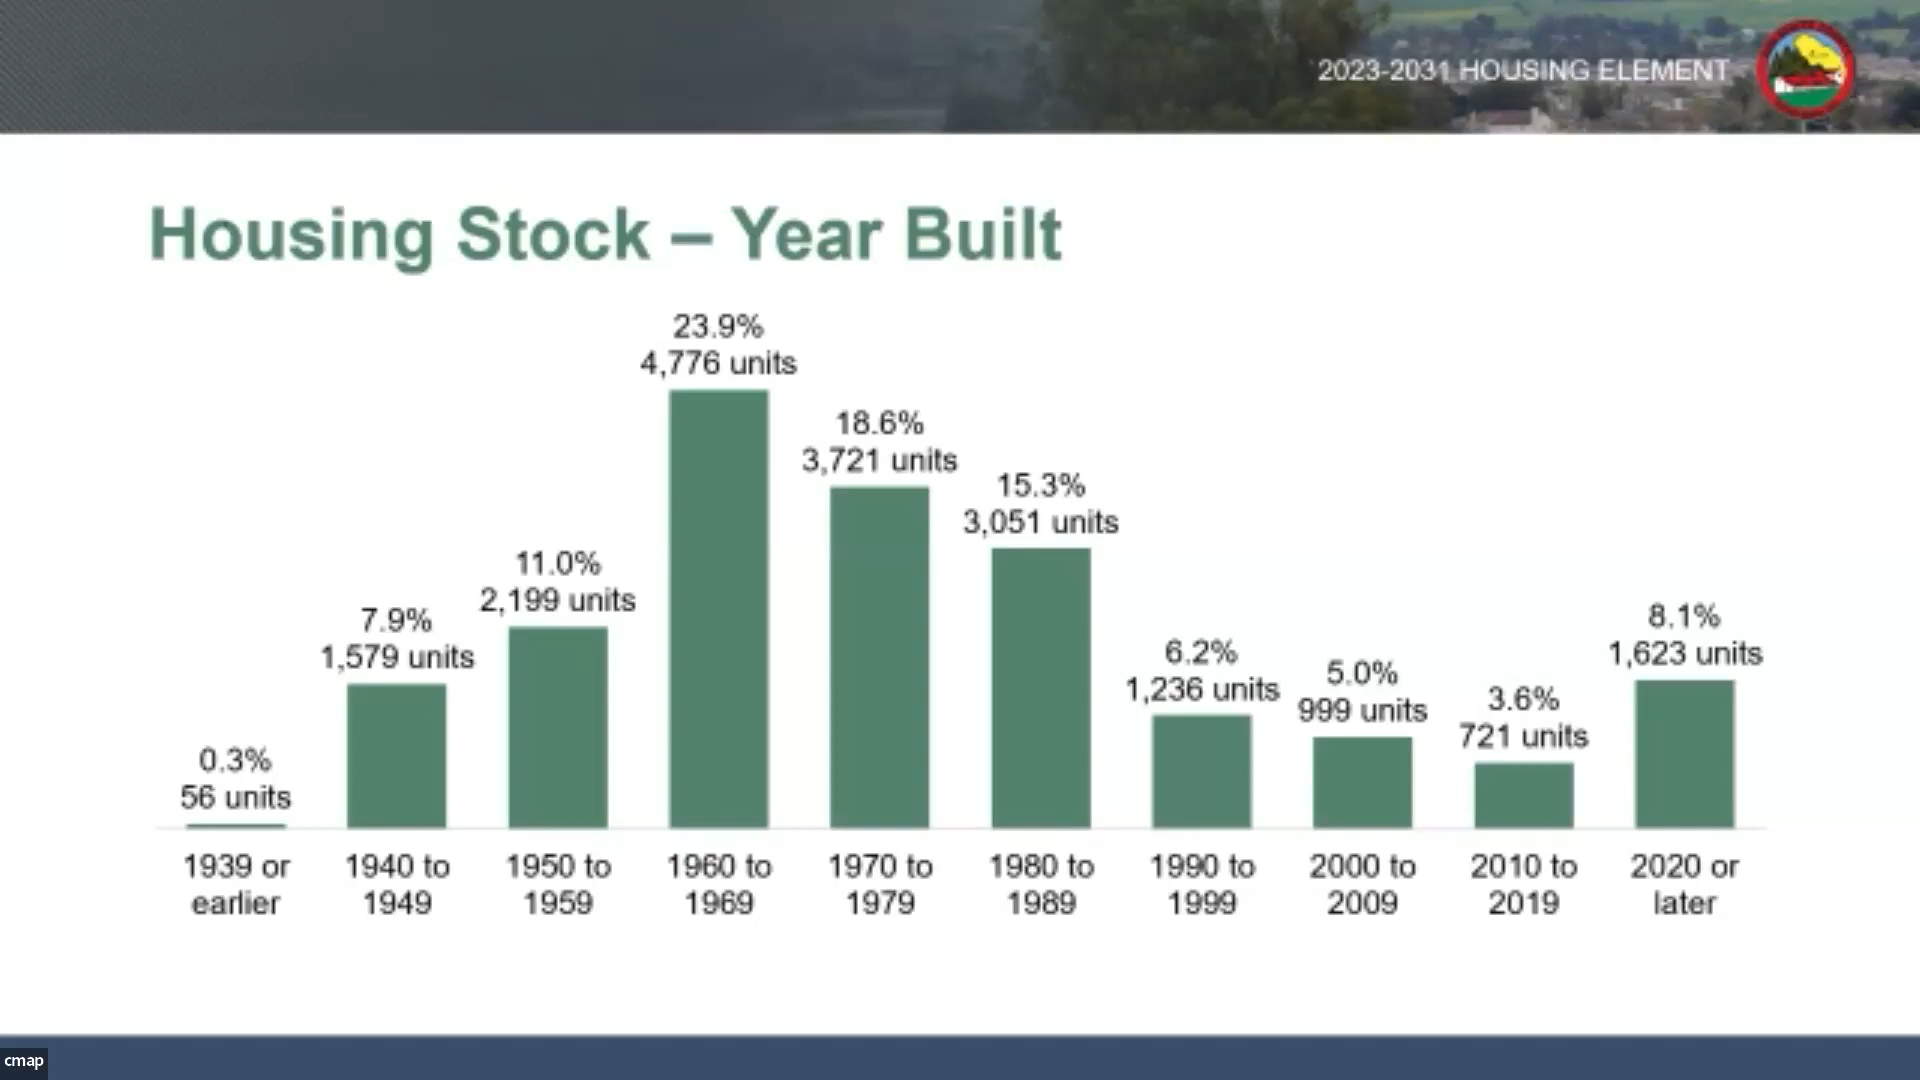 2023-2031 HOUSING ELEMENT
Housing Stock – Year Built
23.9%
4,776 units
18.6%
3,721 units
15.3%
3,051 units
11.0%
2,199 units
7.9%
1,579 units
6.2%
1,236 units
5.0%
999 units
3.6%
721 units
8.1%
1,623 units
0.3%
56 units
1939 or
earlier
1940 to
1949
1950 to
1959
1960 to
1969
1970 to
1979
1980 to
1989
1990 to
1999
2000 to
2009
2010 to
2019
2020 or
later
cmap